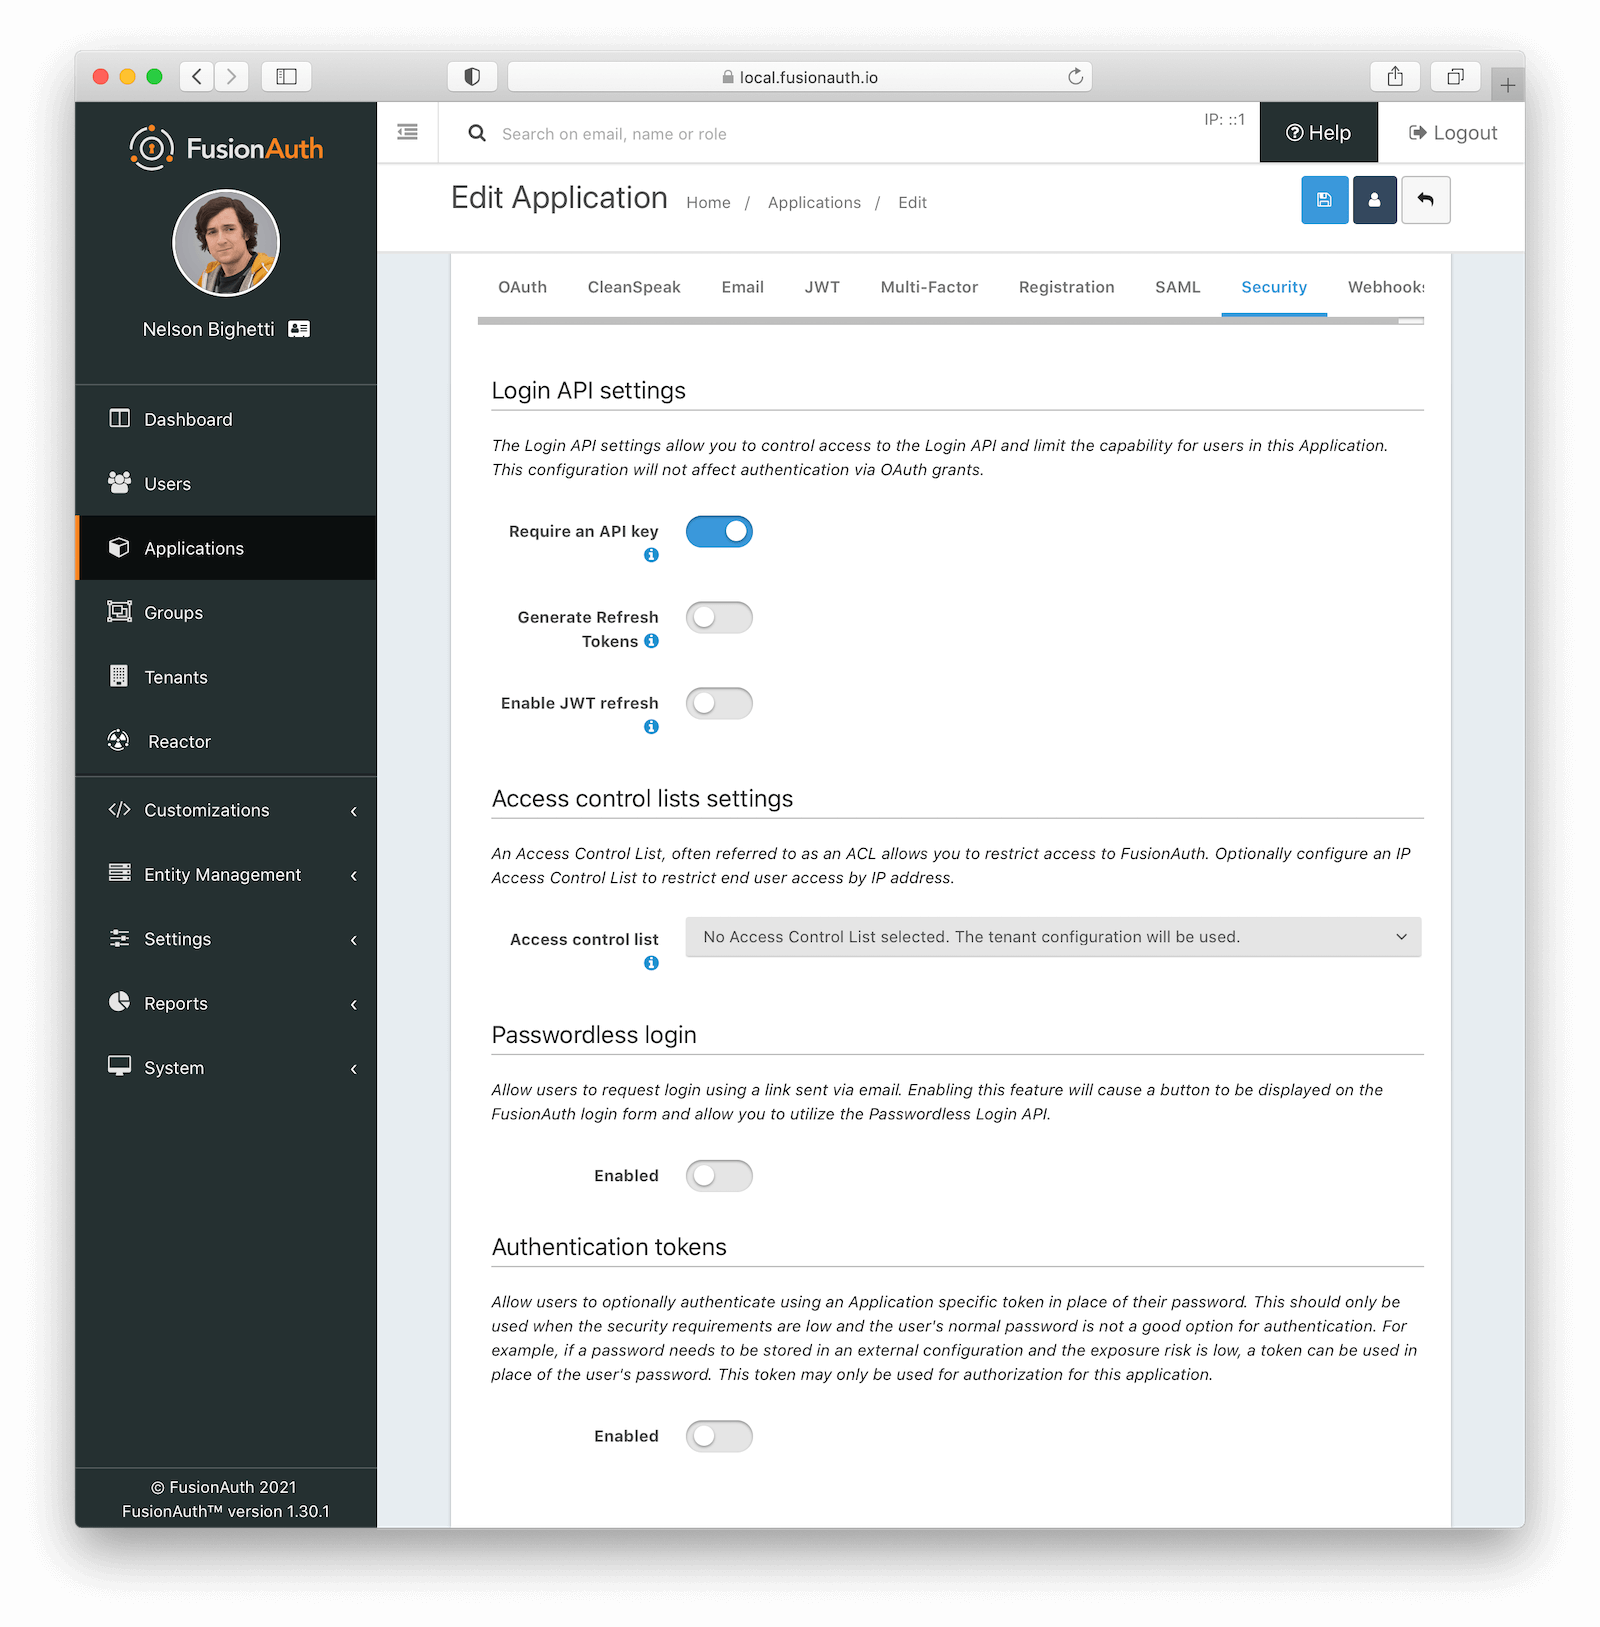 local.fusionauth.io
FusionAuth
Nelson Bighetti
Dashboard
Users
Applications
Groups
Tenants
Reactor
Customizations
Entity Management
Settings
Reports
System
© FusionAuth 2021
FusionAuth™ version 1.30.1
Search on email, name or role
IP: ::1
Help
Logout
Edit Application
Home / Applications / Edit
OAuth CleanSpeak Email JWT Multi-Factor Registration SAML Security Webhooks
Login API settings
The Login API settings allow you to control access to the Login API and limit the capability for users in this Application.
This configuration will not affect authentication via OAuth grants.
Require an API key
Generate Refresh
Tokens
Enable JWT refresh
Access control lists settings
An Access Control List, often referred to as an ACL allows you to restrict access to FusionAuth. Optionally configure an IP
Access Control List to restrict end user access by IP address.
Access control list
No Access Control List selected. The tenant configuration will be used.
Passwordless login
Allow users to request login using a link sent via email. Enabling this feature will cause a button to be displayed on the
FusionAuth login form and allow you to utilize the Passwordless Login API.
Enabled
Authentication tokens
Allow users to optionally authenticate using an Application specific token in place of their password. This should only be
used when the security requirements are low and the user's normal password is not a good option for authentication. For
example, if a password needs to be stored in an external configuration and the exposure risk is low, a token can be used in
place of the user's password. This token may only be used for authorization for this application.
Enabled